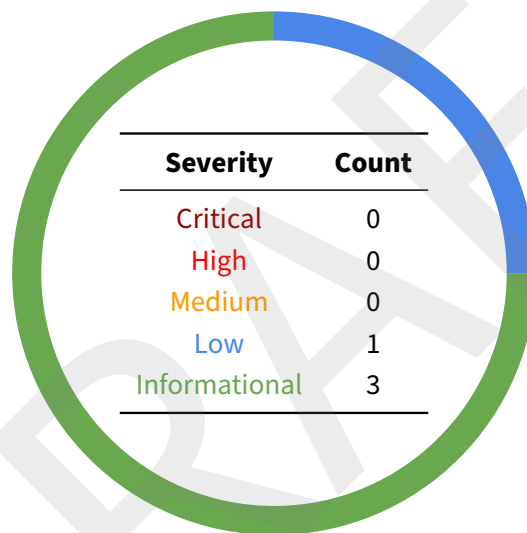 Severity Count
Critical 0
High 0
Medium 0
Low 1
Informational 3